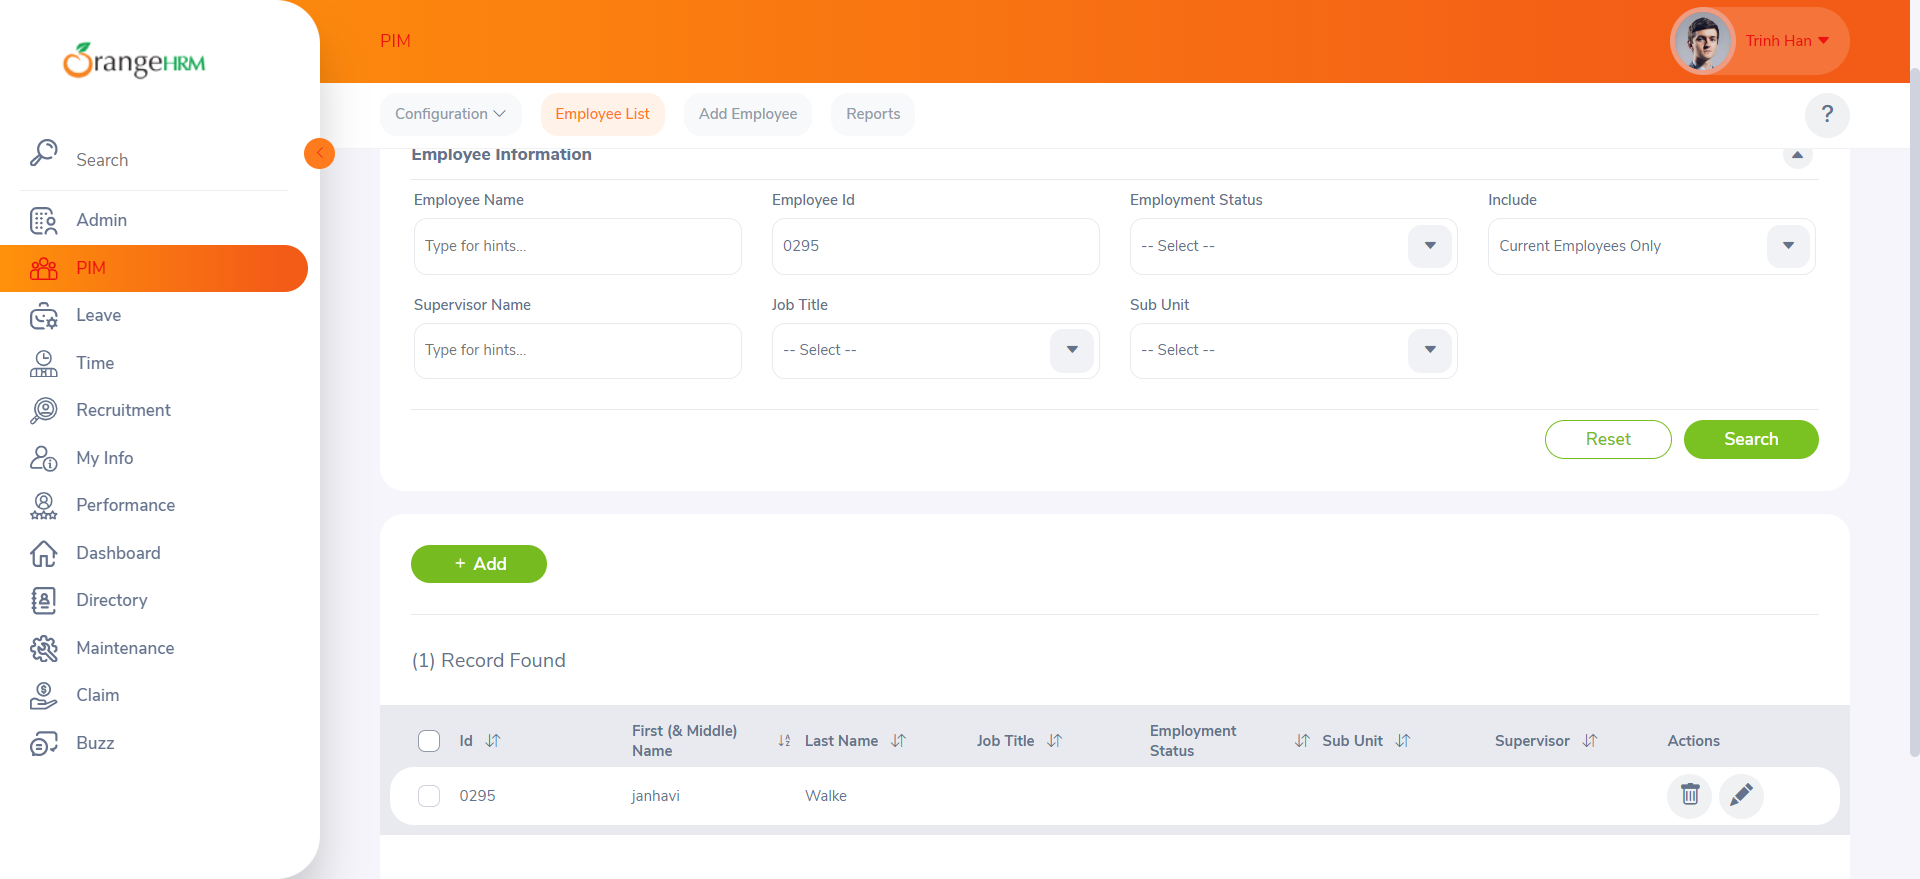 OrangeHRM
PIM
Trinh Han
Configuration
Employee List
Add Employee
Reports
?
Search
Admin
PIM
Leave
Time
Recruitment
My Info
Performance
Dashboard
Directory
Maintenance
Claim
Buzz
Employee Information
Employee Name
Employee Id
Employment Status
Include
Type for hints...
0295
-- Select --
Current Employees Only
Supervisor Name
Job Title
Sub Unit
Type for hints...
-- Select --
-- Select --
Reset
Search
+ Add
(1) Record Found
Id
First (& Middle)
Name
Last Name
Job Title
Employment
Status
Sub Unit
Supervisor
Actions
0295
janhavi
Walke